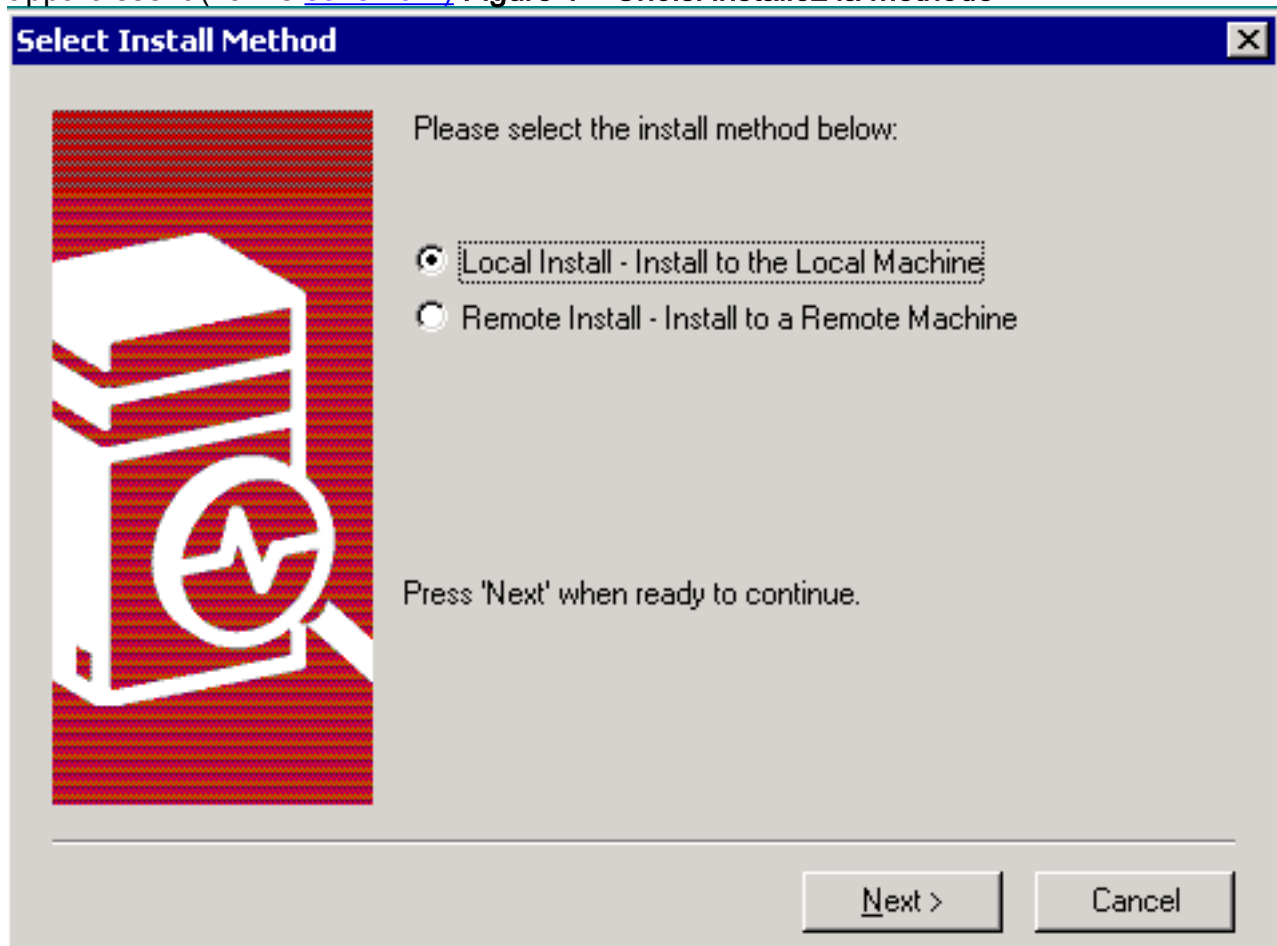 Select Install Method
Please select the install method below:
Local Install - Install to the Local Machine
Remote Install - Install to a Remote Machine
Press 'Next' when ready to continue.
Next >
Cancel